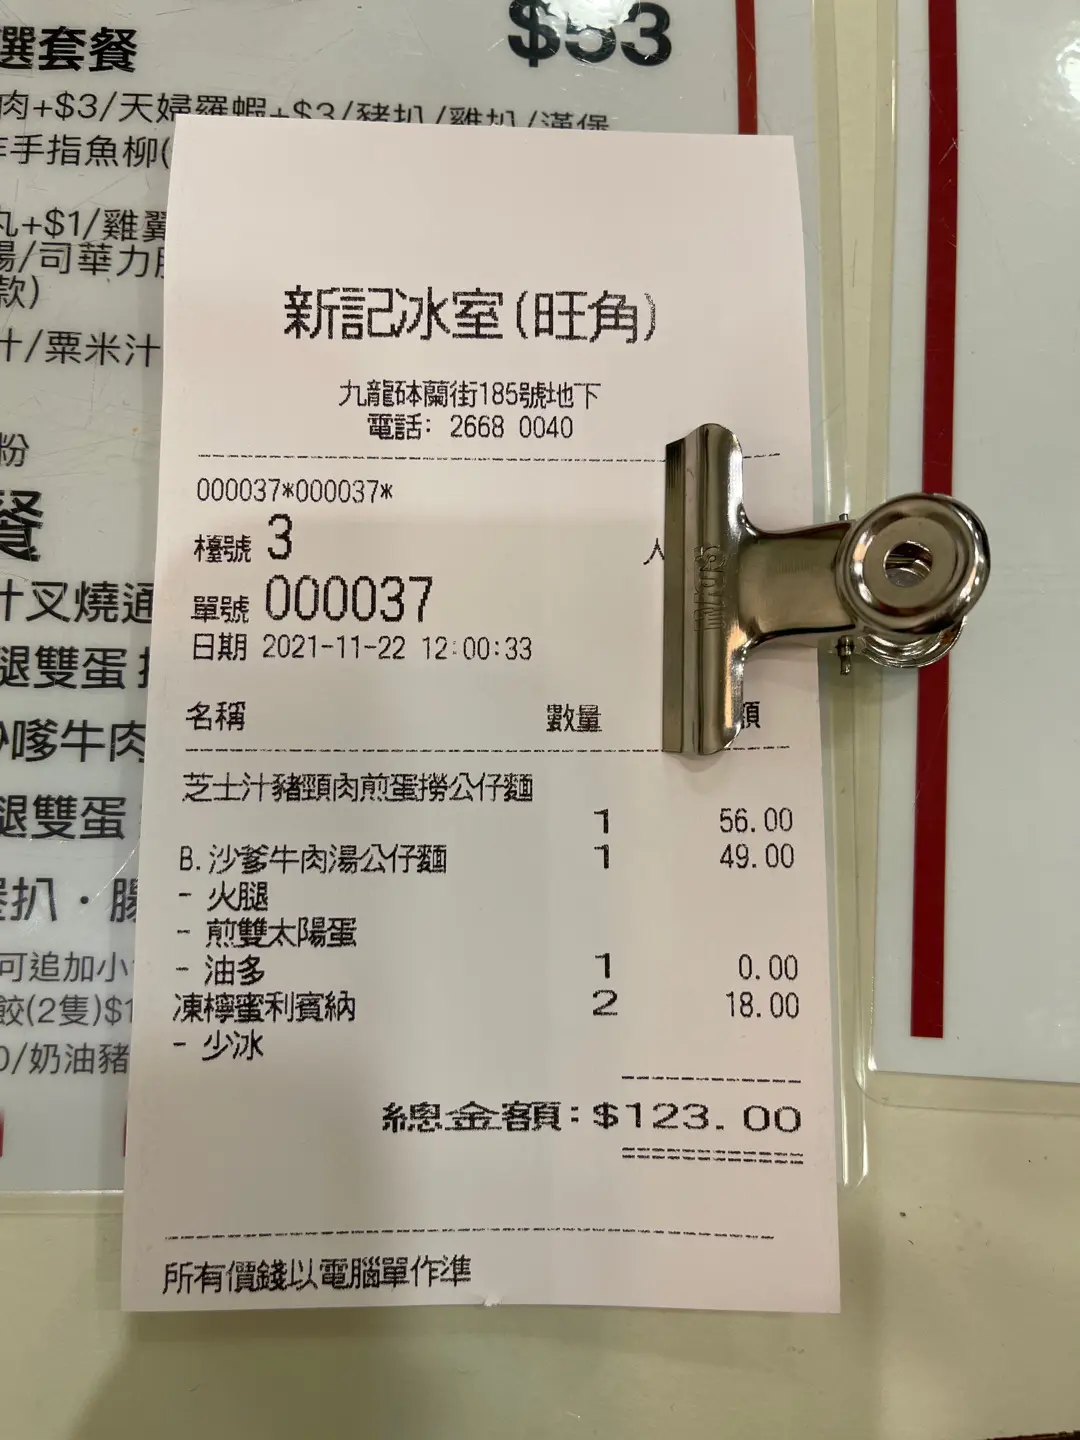 選套餐 $53
肉+$3/天婦羅蝦+$3/豬扒/雞扒/漢堡
手指魚柳(
丸+$1/雞翼
腸/司華力腸
款)
汁/粟米汁
粉
餐
汁叉燒通
腿雙蛋
沙嗲牛肉
腿雙蛋
扒·腸
可追加小
餃(2隻)$1
0/奶油豬
新記冰室(旺角)
九龍砵蘭街185號地下
電話: 2668 0040
000037*000037*
檯號 3 人
單號 000037
日期 2021-11-22 12:00:33
名稱 數量 額
芝士汁豬頸肉煎蛋撈公仔麵
1 56.00
B.沙爹牛肉湯公仔麵 1 49.00
- 火腿
- 煎雙太陽蛋
- 油多 1 0.00
凍檸蜜利賓納 2 18.00
- 少冰
總金額:$123.00
所有價錢以電腦單作準